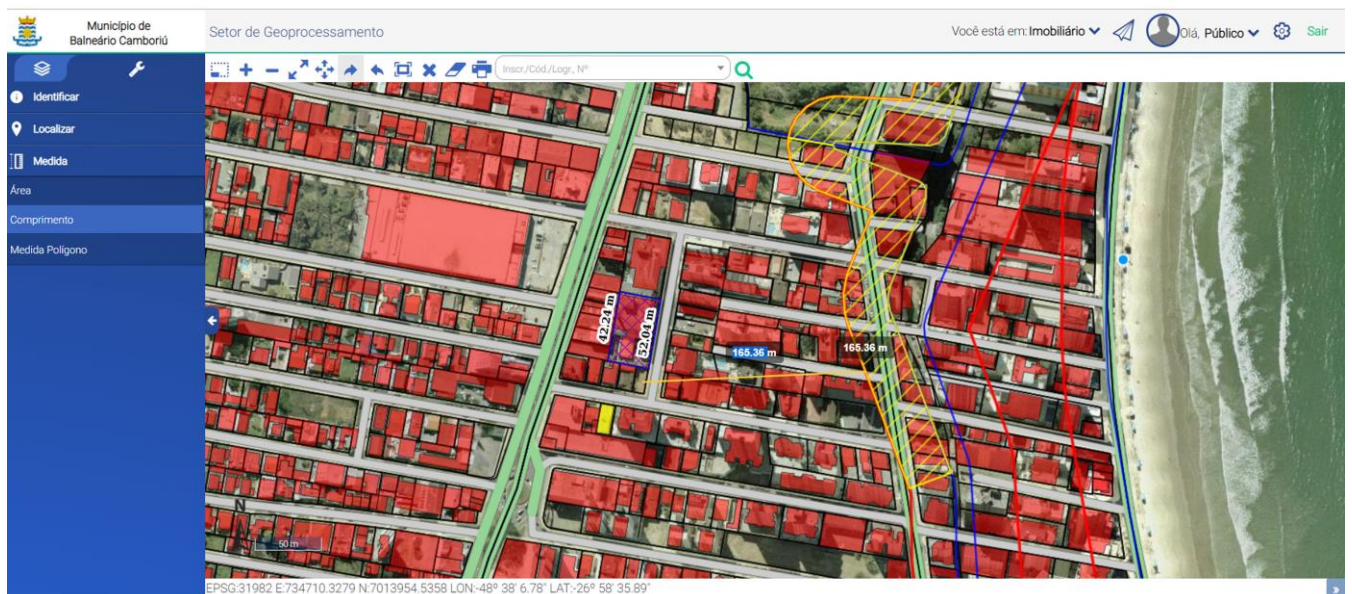 Município de
Balneário Camboriú
Setor de Geoprocessamento
Você está em: Imobiliário
Olá, Público
Sair
Inscr./Cód./Logr., Nº
Identificar
Localizar
Medida
Área
Comprimento
Medida Polígono
42.24 m
52.04 m
165.36 m
165.36 m
N
50 m
EPSG:31982 E:734710.3279 N:7013954.5358 LON:-48º 38' 6.78" LAT:-26º 58' 35.89"